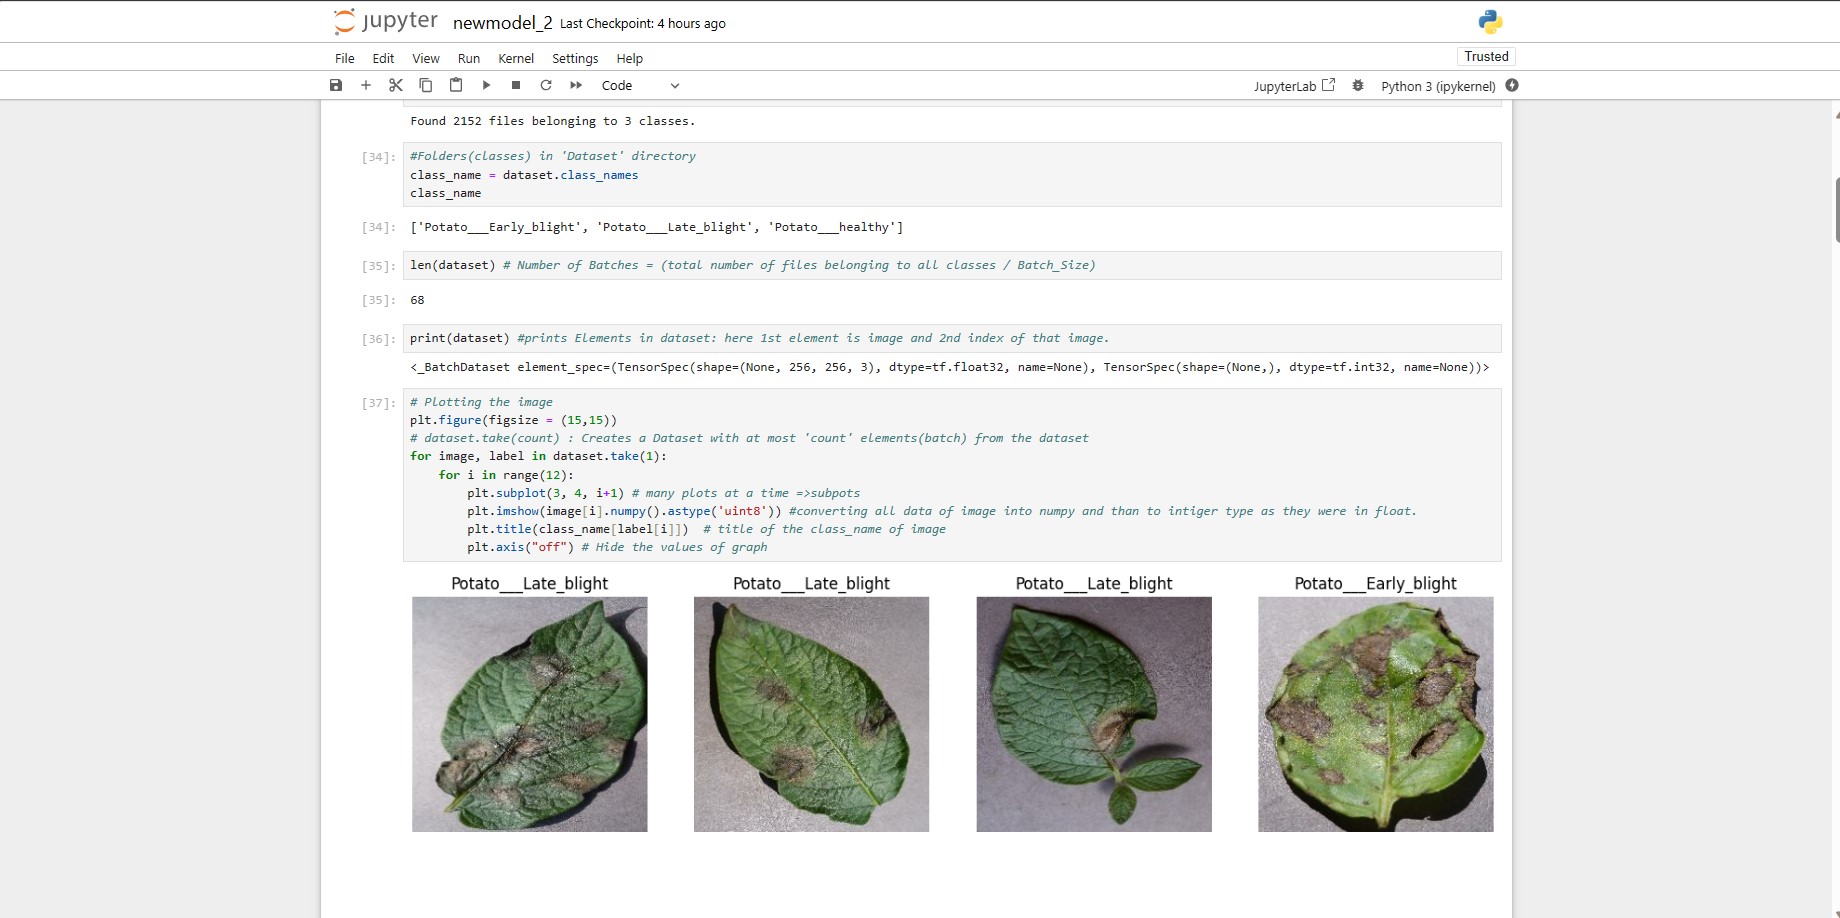 jupyter newmodel_2 Last Checkpoint: 4 hours ago
File Edit View Run Kernel Settings Help
Trusted
Code
JupyterLab
Python 3 (ipykernel)
Found 2152 files belonging to 3 classes.
[34]: #Folders(classes) in 'Dataset' directory
class_name = dataset.class_names
class_name
[34]: ['Potato___Early_blight', 'Potato___Late_blight', 'Potato___healthy']
[35]: len(dataset) # Number of Batches = (total number of files belonging to all classes / Batch_Size)
[35]: 68
[36]: print(dataset) #prints Elements in dataset: here 1st element is image and 2nd index of that image.
<_BatchDataset element_spec=(TensorSpec(shape=(None, 256, 256, 3), dtype=tf.float32, name=None), TensorSpec(shape=(None,), dtype=tf.int32, name=None))>
[37]: # Plotting the image
plt.figure(figsize = (15,15))
# dataset.take(count) : Creates a Dataset with at most 'count' elements(batch) from the dataset
for image, label in dataset.take(1):
    for i in range(12):
        plt.subplot(3, 4, i+1) # many plots at a time =>subpots
        plt.imshow(image[i].numpy().astype('uint8')) #converting all data of image into numpy and than to intiger type as they were in float.
        plt.title(class_name[label[i]])  # title of the class_name of image
        plt.axis("off") # Hide the values of graph
Potato___Late_blight
Potato___Late_blight
Potato___Late_blight
Potato___Early_blight